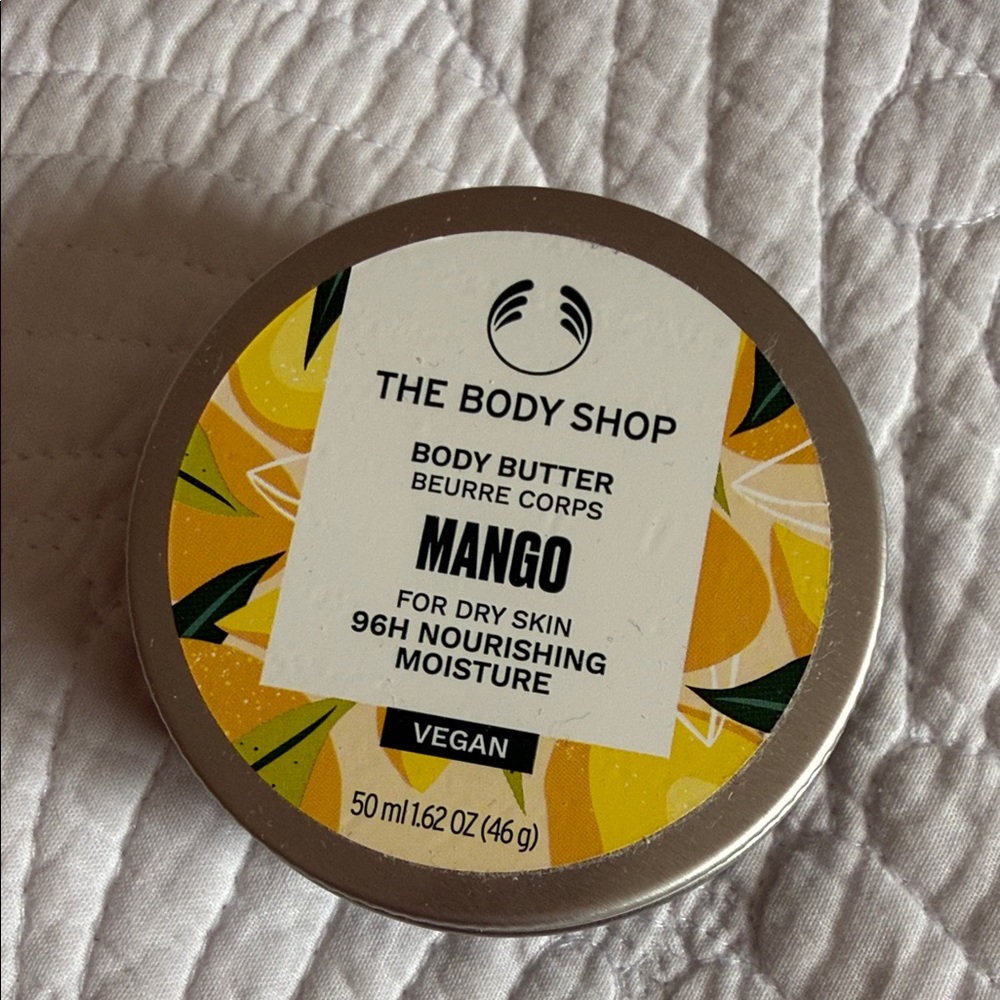 THE BODY SHOP
BODY BUTTER
BEURRE CORPS
MANGO
FOR DRY SKIN
96H NOURISHING
MOISTURE
VEGAN
50 ml 1.62 OZ (46 g)